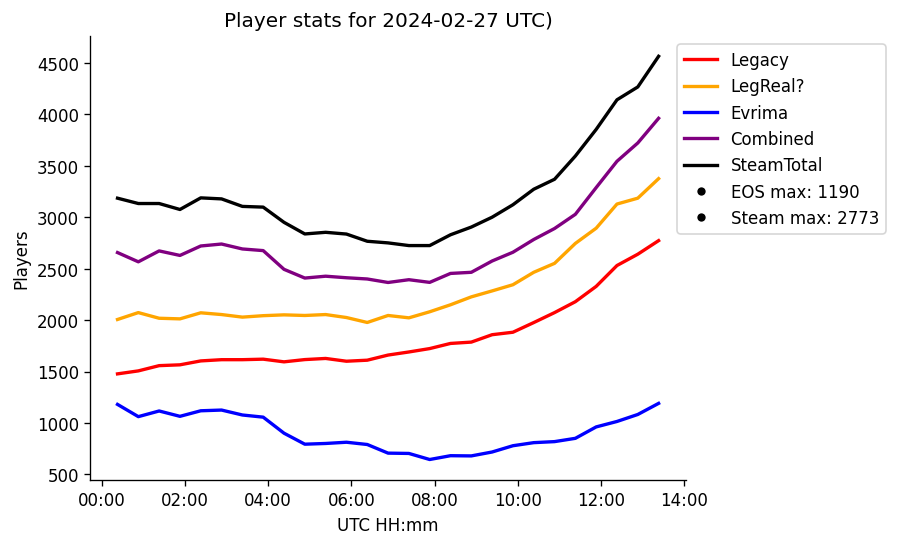 Player stats for 2024-02-27 UTC)
4500
4000
3500
3000
2500
2000
1500
1000
500
Players
00:00 02:00 04:00 06:00 08:00 10:00 12:00 14:00
UTC HH:mm
Legacy
LegReal?
Evrima
Combined
SteamTotal
EOS max: 1190
Steam max: 2773